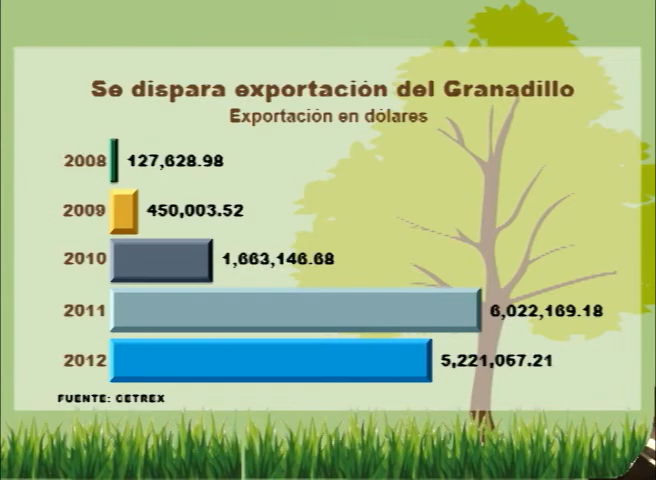 Se dispara exportación del Granadillo
Exportación en dólares
2008 127,628.98
2009 450,003.52
2010 1,663,146.68
2011 6,022,169.18
2012 5,221,067.21
FUENTE: CETREX